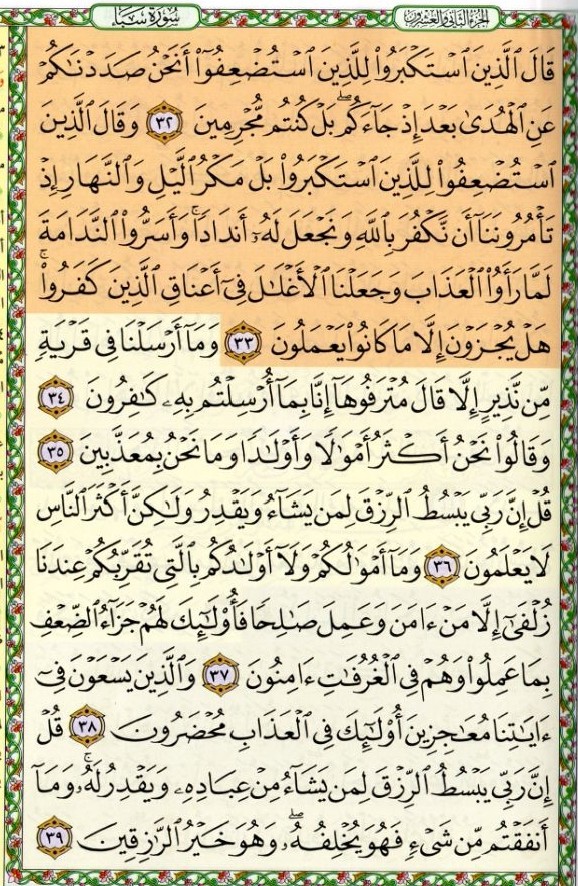 الجزء الثاني والعشرون
سُورَةُ سَبَإٍ
قَالَ ٱلَّذِينَ ٱسْتَكْبَرُوا۟ لِلَّذِينَ ٱسْتُضْعِفُوٓا۟ أَنَحْنُ صَدَدْنَٰكُمْ
عَنِ ٱلْهُدَىٰ بَعْدَ إِذْ جَآءَكُم ۖ بَلْ كُنتُم مُّجْرِمِينَ ٣٢ وَقَالَ ٱلَّذِينَ
ٱسْتُضْعِفُوا۟ لِلَّذِينَ ٱسْتَكْبَرُوا۟ بَلْ مَكْرُ ٱلَّيْلِ وَٱلنَّهَارِ إِذْ
تَأْمُرُونَنَآ أَن نَّكْفُرَ بِٱللَّهِ وَنَجْعَلَ لَهُۥٓ أَندَادًا ۚ وَأَسَرُّوا۟ ٱلنَّدَامَةَ
لَمَّا رَأَوُا۟ ٱلْعَذَابَ وَجَعَلْنَا ٱلْأَغْلَٰلَ فِىٓ أَعْنَاقِ ٱلَّذِينَ كَفَرُوا۟ ۚ
هَلْ يُجْزَوْنَ إِلَّا مَا كَانُوا۟ يَعْمَلُونَ ٣٣ وَمَآ أَرْسَلْنَا فِى قَرْيَةٍ
مِّن نَّذِيرٍ إِلَّا قَالَ مُتْرَفُوهَآ إِنَّا بِمَآ أُرْسِلْتُم بِهِۦ كَٰفِرُونَ ٣٤
وَقَالُوا۟ نَحْنُ أَكْثَرُ أَمْوَٰلًا وَأَوْلَٰدًا وَمَا نَحْنُ بِمُعَذَّبِينَ ٣٥
قُلْ إِنَّ رَبِّى يَبْسُطُ ٱلرِّزْقَ لِمَن يَشَآءُ وَيَقْدِرُ وَلَٰكِنَّ أَكْثَرَ ٱلنَّاسِ
لَا يَعْلَمُونَ ٣٦ وَمَآ أَمْوَٰلُكُمْ وَلَآ أَوْلَٰدُكُم بِٱلَّتِى تُقَرِّبُكُمْ عِندَنَا
زُلْفَىٰٓ إِلَّا مَنْ ءَامَنَ وَعَمِلَ صَٰلِحًا فَأُو۟لَٰٓئِكَ لَهُمْ جَزَآءُ ٱلضِّعْفِ
بِمَا عَمِلُوا۟ وَهُمْ فِى ٱلْغُرُفَٰتِ ءَامِنُونَ ٣٧ وَٱلَّذِينَ يَسْعَوْنَ فِىٓ
ءَايَٰتِنَا مُعَٰجِزِينَ أُو۟لَٰٓئِكَ فِى ٱلْعَذَابِ مُحْضَرُونَ ٣٨ قُلْ
إِنَّ رَبِّى يَبْسُطُ ٱلرِّزْقَ لِمَن يَشَآءُ مِنْ عِبَادِهِۦ وَيَقْدِرُ لَهُۥ ۚ وَمَآ
أَنفَقْتُم مِّن شَىْءٍ فَهُوَ يُخْلِفُهُۥ ۖ وَهُوَ خَيْرُ ٱلرَّٰزِقِينَ ٣٩